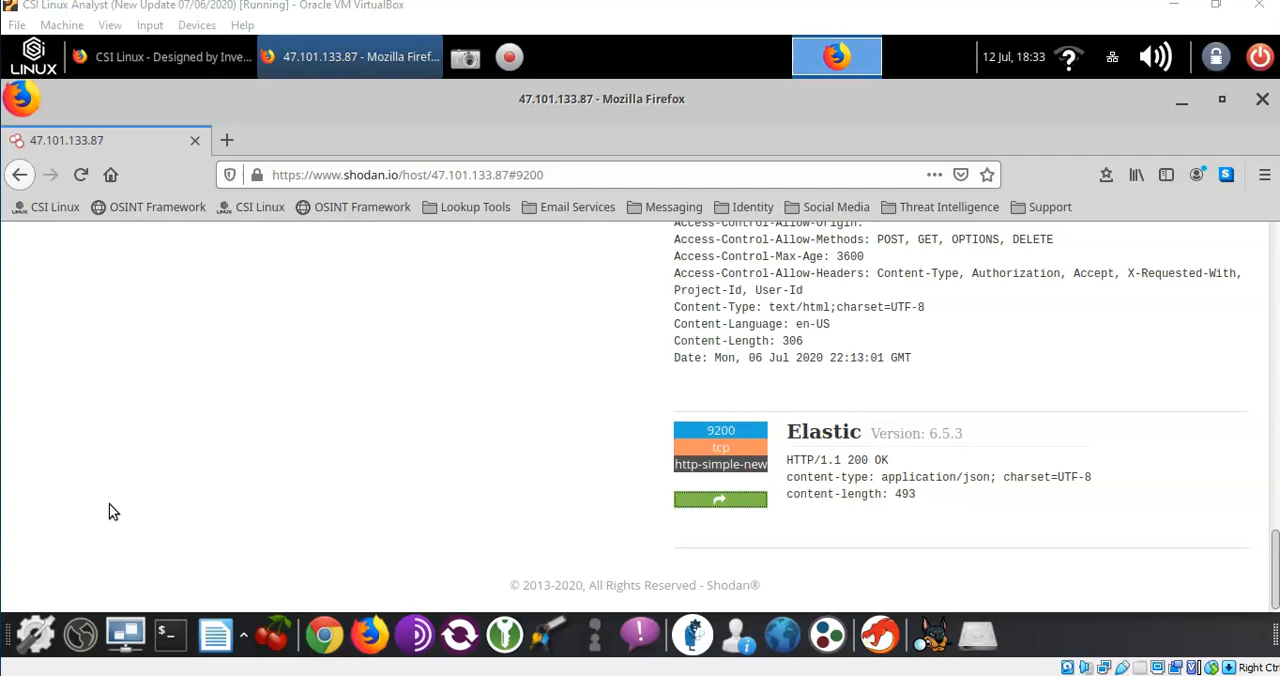 CSI Linux Analyst (New Update 07/06/2020) [Running] - Oracle VM VirtualBox
File Machine View Input Devices Help
LINUX CSI Linux - Designed by Inve... 47.101.133.87 - Mozilla Firef... 12 Jul, 18:33
47.101.133.87 - Mozilla Firefox
47.101.133.87
https://www.shodan.io/host/47.101.133.87#9200
CSI Linux OSINT Framework CSI Linux OSINT Framework Lookup Tools Email Services Messaging Identity Social Media Threat Intelligence Support
Access-Control-Allow-Origin:
Access-Control-Allow-Methods: POST, GET, OPTIONS, DELETE
Access-Control-Max-Age: 3600
Access-Control-Allow-Headers: Content-Type, Authorization, Accept, X-Requested-With,
Project-Id, User-Id
Content-Type: text/html;charset=UTF-8
Content-Language: en-US
Content-Length: 306
Date: Mon, 06 Jul 2020 22:13:01 GMT
9200
tcp
http-simple-new
Elastic Version: 6.5.3
HTTP/1.1 200 OK
content-type: application/json; charset=UTF-8
content-length: 493
© 2013-2020, All Rights Reserved - Shodan®
Right Ctr